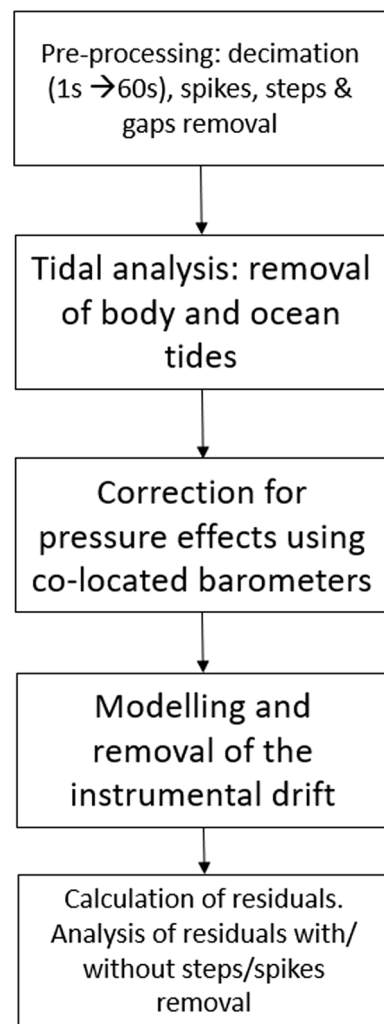 Pre-processing: decimation
(1s →60s), spikes, steps &
gaps removal
Tidal analysis: removal
of body and ocean
tides
Correction for
pressure effects using
co-located barometers
Modelling and
removal of the
instrumental drift
Calculation of residuals.
Analysis of residuals with/
without steps/spikes
removal